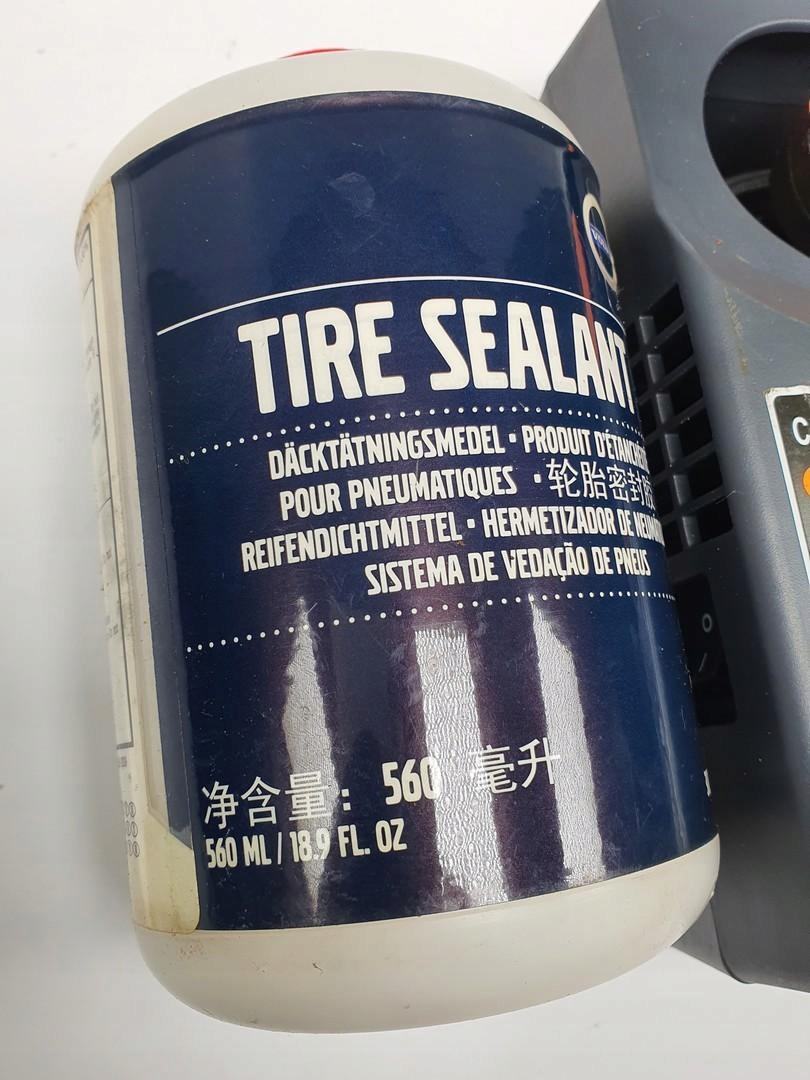 TIRE SEALANT
DÄCKTÄTNINGSMEDEL · PRODUIT
POUR PNEUMATIQUES · 轮胎密封
REIFENDICHTMITTEL · HERMETIZADOR DE
SISTEMA DE VEDAÇÃO DE PNEUS
净含量: 560 毫升
560 ML / 18.9 FL. OZ